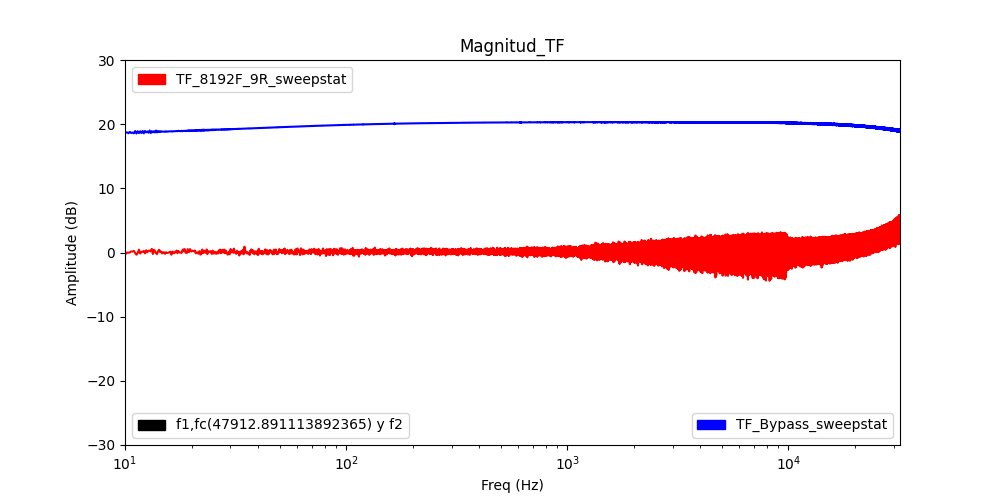 Magnitud_TF
30
TF_8192F_9R_sweepstat
20
10
0
−10
−20
−30
Amplitude (dB)
f1,fc(47912.891113892365) y f2
TF_Bypass_sweepstat
10¹
10²
10³
10⁴
Freq (Hz)